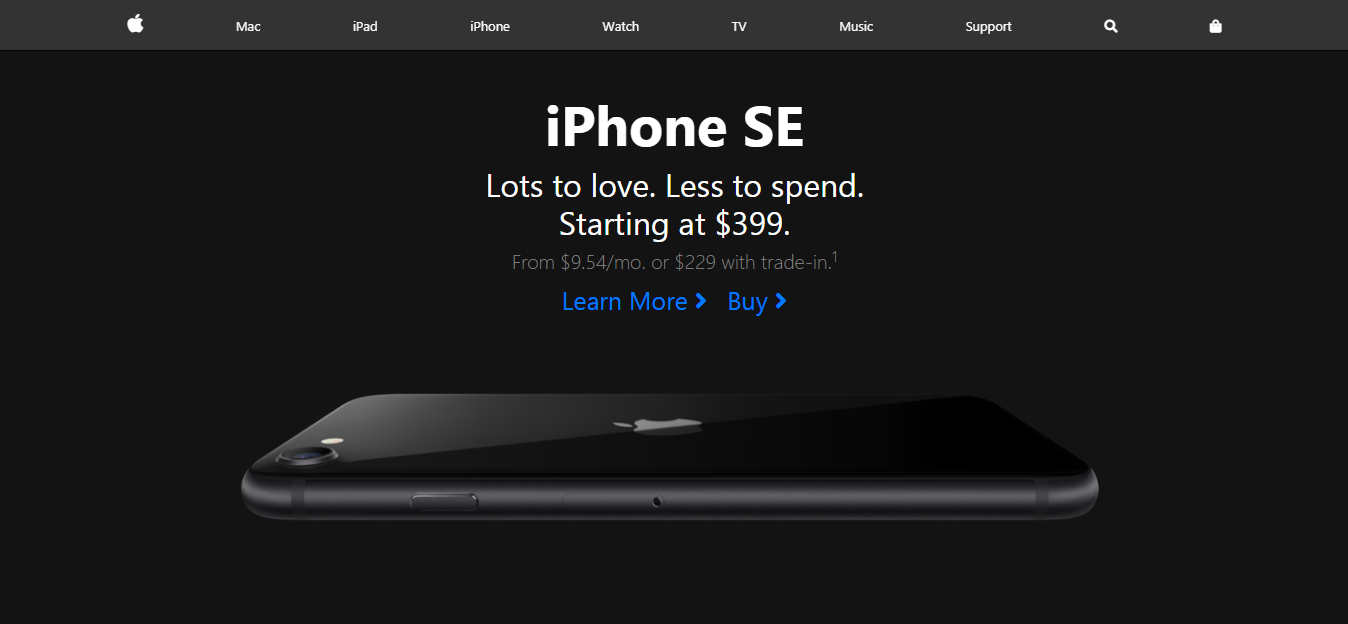 Mac iPad iPhone Watch TV Music Support
iPhone SE
Lots to love. Less to spend.
Starting at $399.
From $9.54/mo. or $229 with trade-in.1
Learn More Buy